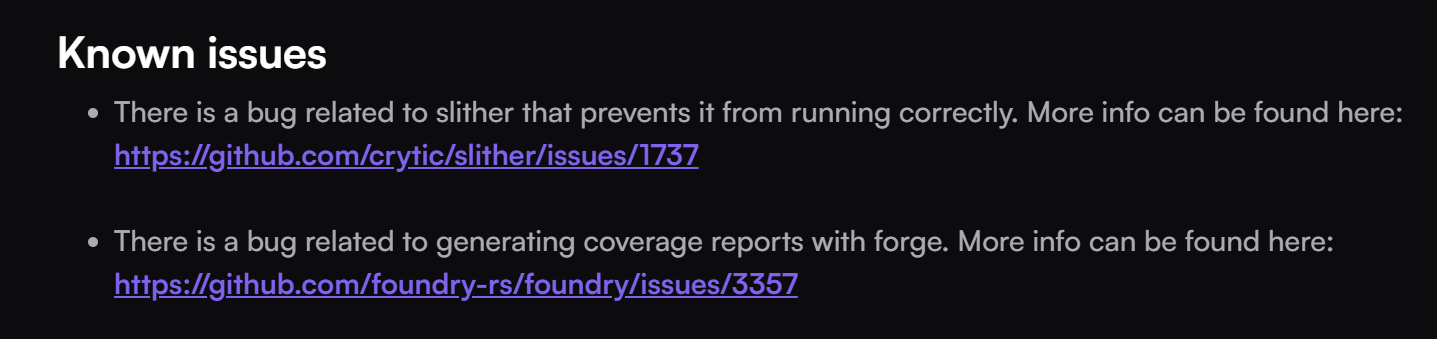 Known issues
• There is a bug related to slither that prevents it from running correctly. More info can be found here:
https://github.com/crytic/slither/issues/1737
• There is a bug related to generating coverage reports with forge. More info can be found here:
https://github.com/foundry-rs/foundry/issues/3357